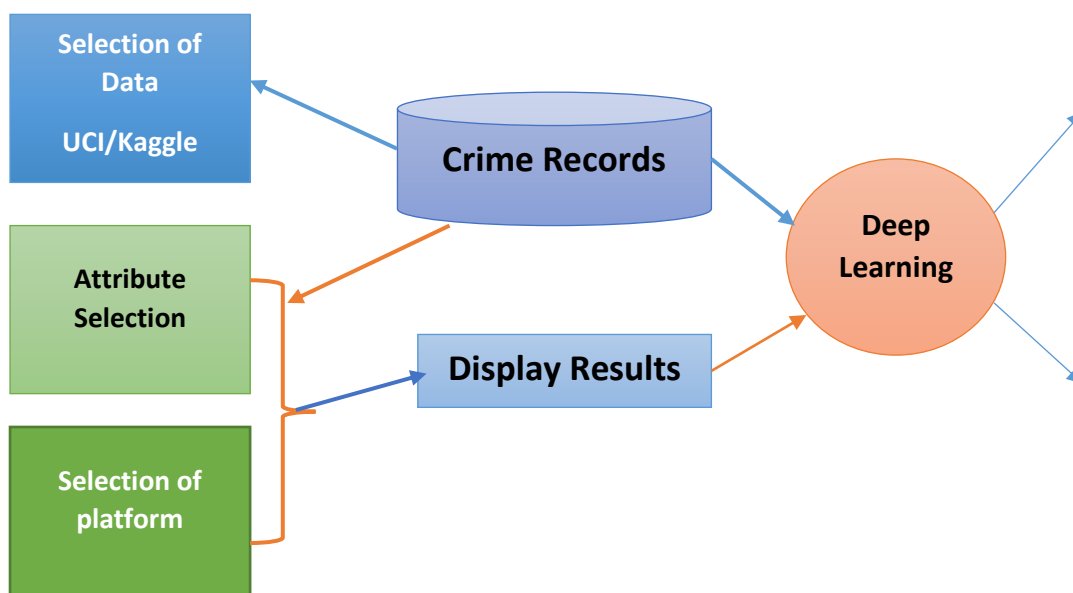 Selection of
Data
UCI/Kaggle
Crime Records
Deep
Learning
Attribute
Selection
Display Results
Selection of
platform